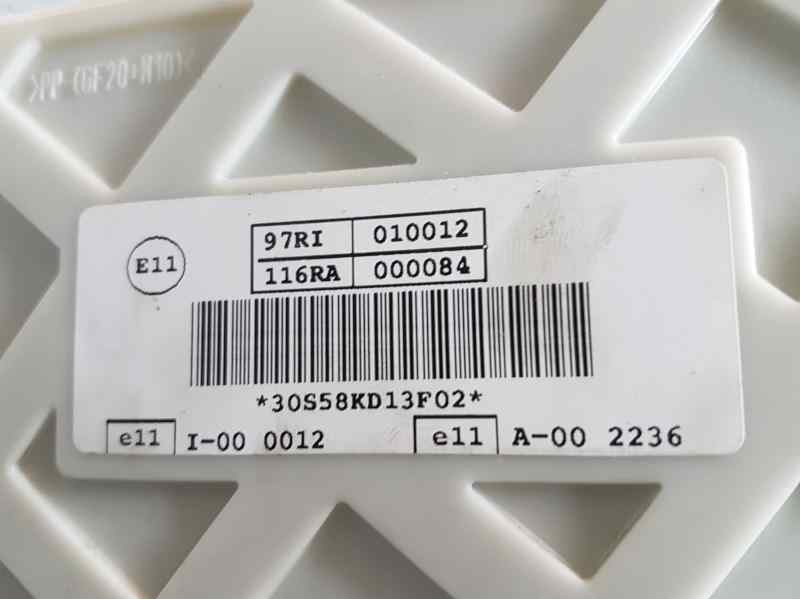 >PP-(GF20+M10)<
E11
97RI 010012
116RA 000084
*30S58KD13F02*
e11 I-00 0012 e11 A-00 2236